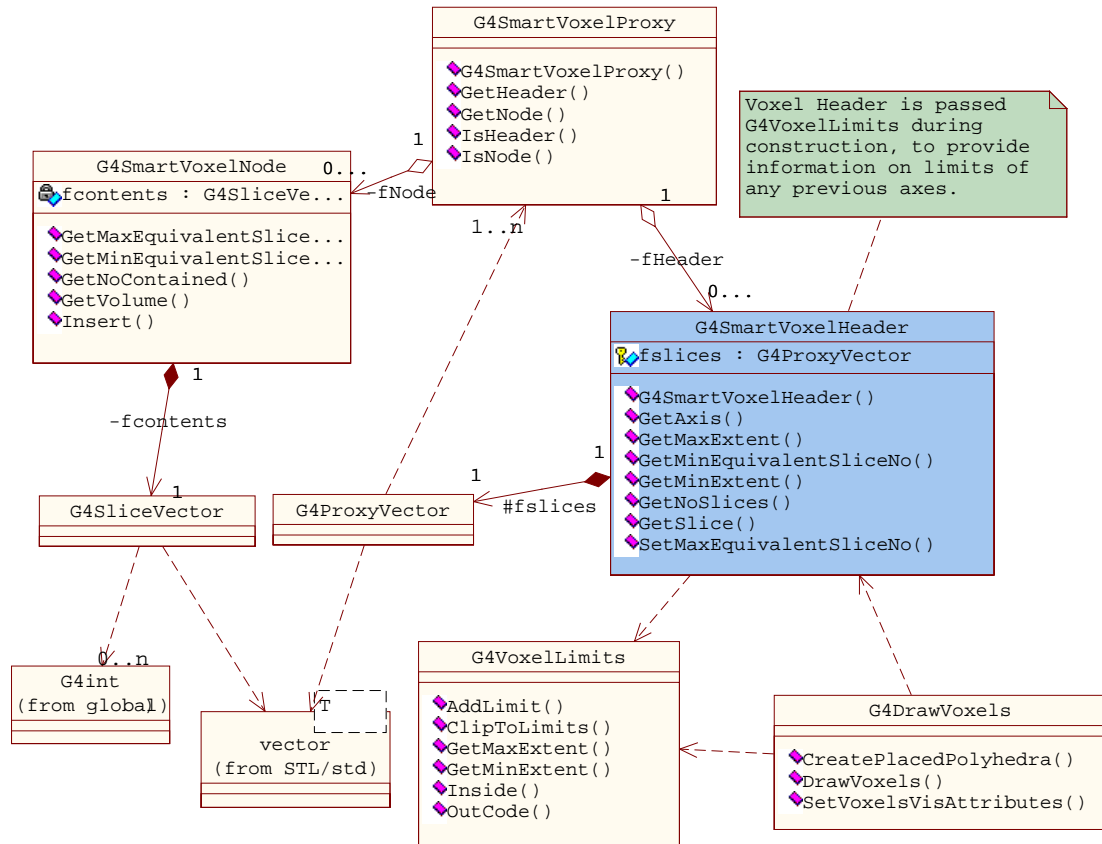 G4SmartVoxelProxy
G4SmartVoxelProxy()
GetHeader()
GetNode()
IsHeader()
IsNode()
Voxel Header is passed
G4VoxelLimits during
construction, to provide
information on limits of
any previous axes.
1
0...
-fNode
G4SmartVoxelNode
fcontents : G4SliceVe...
GetMaxEquivalentSlice...
GetMinEquivalentSlice...
GetNoContained()
GetVolume()
Insert()
1
1..n
-fHeader
0...
G4SmartVoxelHeader
fslices : G4ProxyVector
G4SmartVoxelHeader()
GetAxis()
GetMaxExtent()
GetMinEquivalentSliceNo()
GetMinExtent()
GetNoSlices()
GetSlice()
SetMaxEquivalentSliceNo()
1
-fcontents
1
1
1
#fslices
G4SliceVector
G4ProxyVector
0..n
G4int
(from global)
T
vector
(from STL/std)
G4VoxelLimits
AddLimit()
ClipToLimits()
GetMaxExtent()
GetMinExtent()
Inside()
OutCode()
G4DrawVoxels
CreatePlacedPolyhedra()
DrawVoxels()
SetVoxelsVisAttributes()